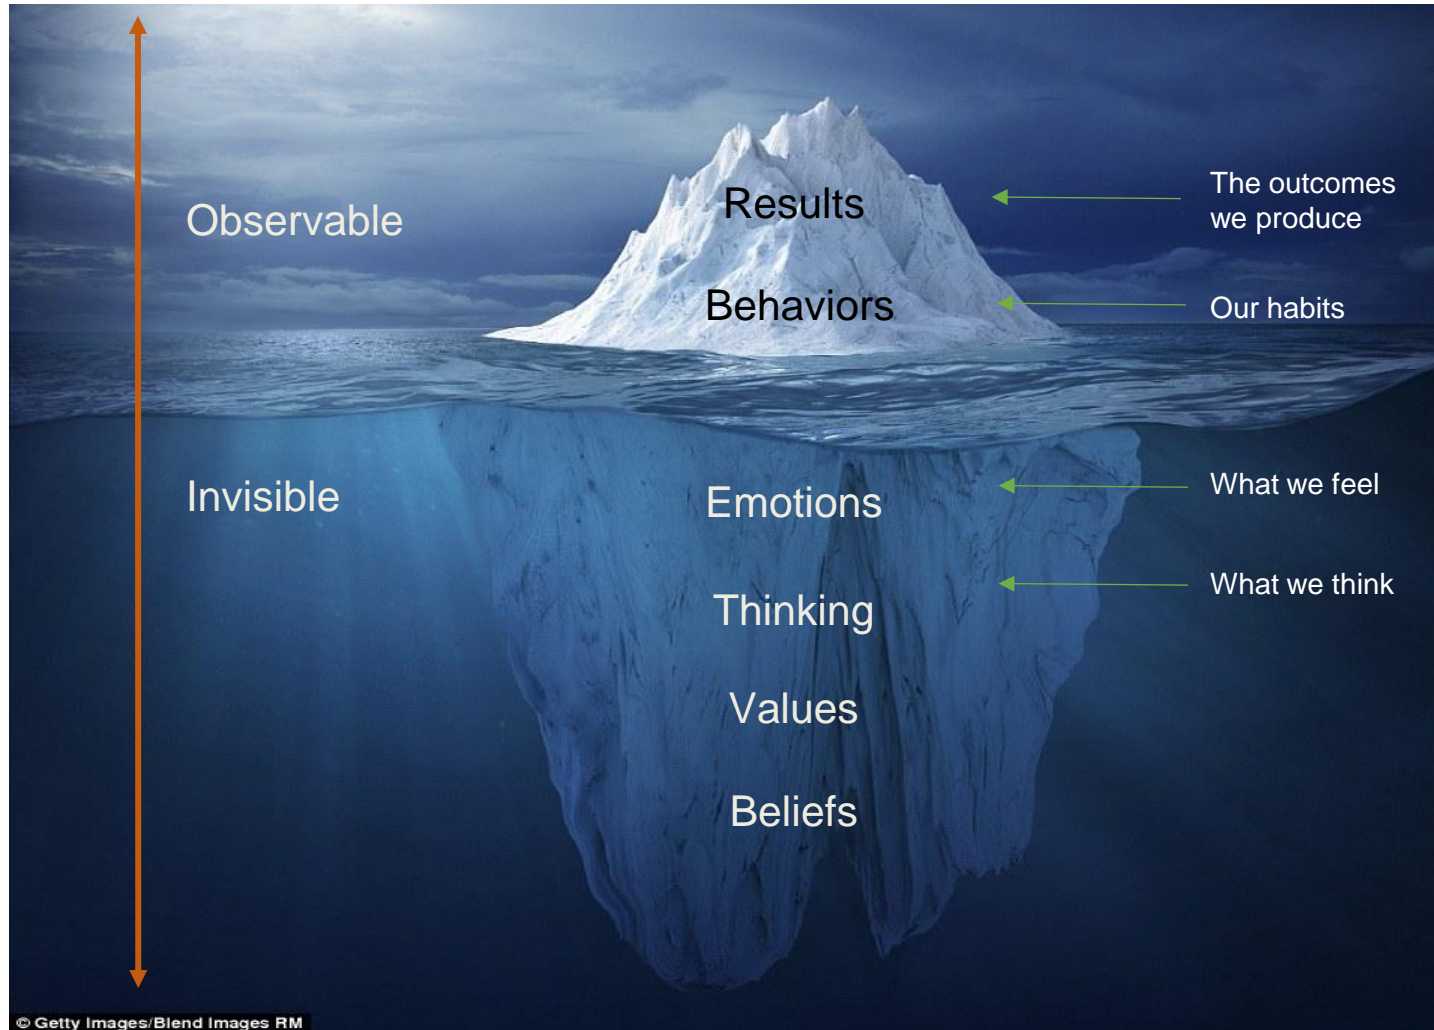 Results
The outcomes
we produce
Observable
Behaviors
Our habits
Invisible
Emotions
What we feel
Thinking
What we think
Values
Beliefs
© Getty Images/Blend Images RM